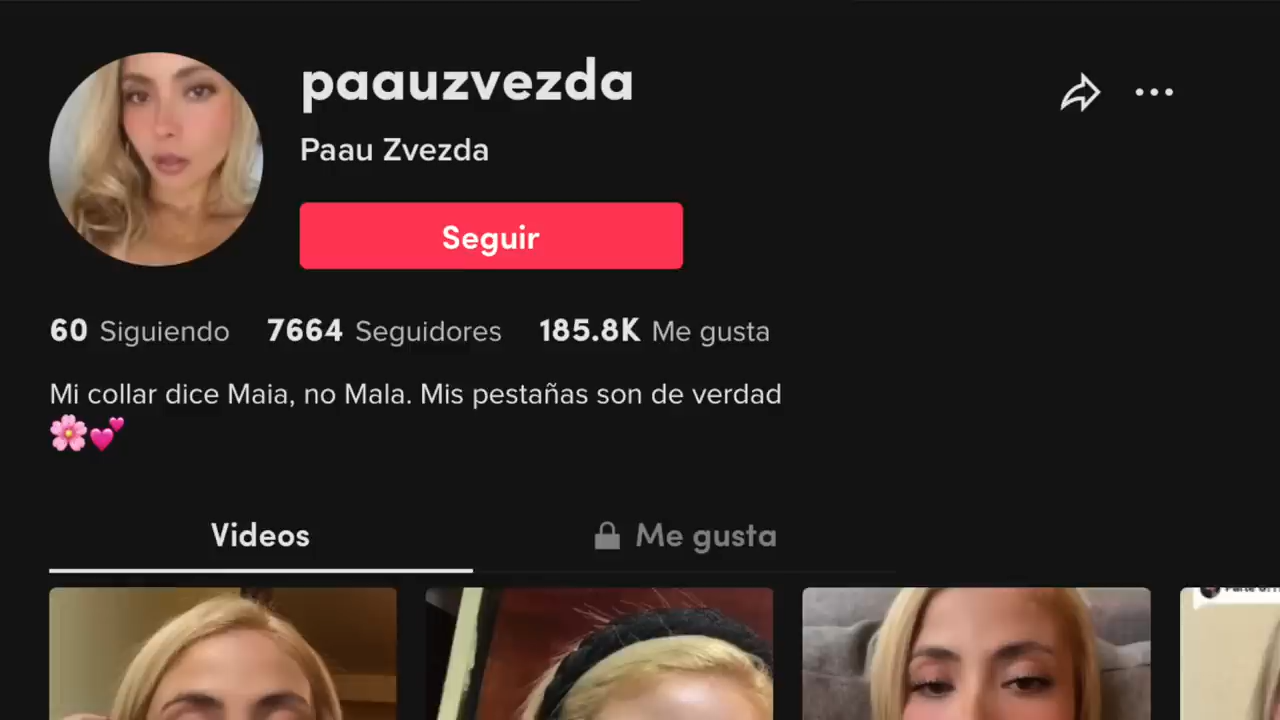 paauzvezda
Paau Zvezda
Seguir
60 Siguiendo 7664 Seguidores 185.8K Me gusta
Mi collar dice Maia, no Mala. Mis pestañas son de verdad
🌸💕
Videos
Me gusta